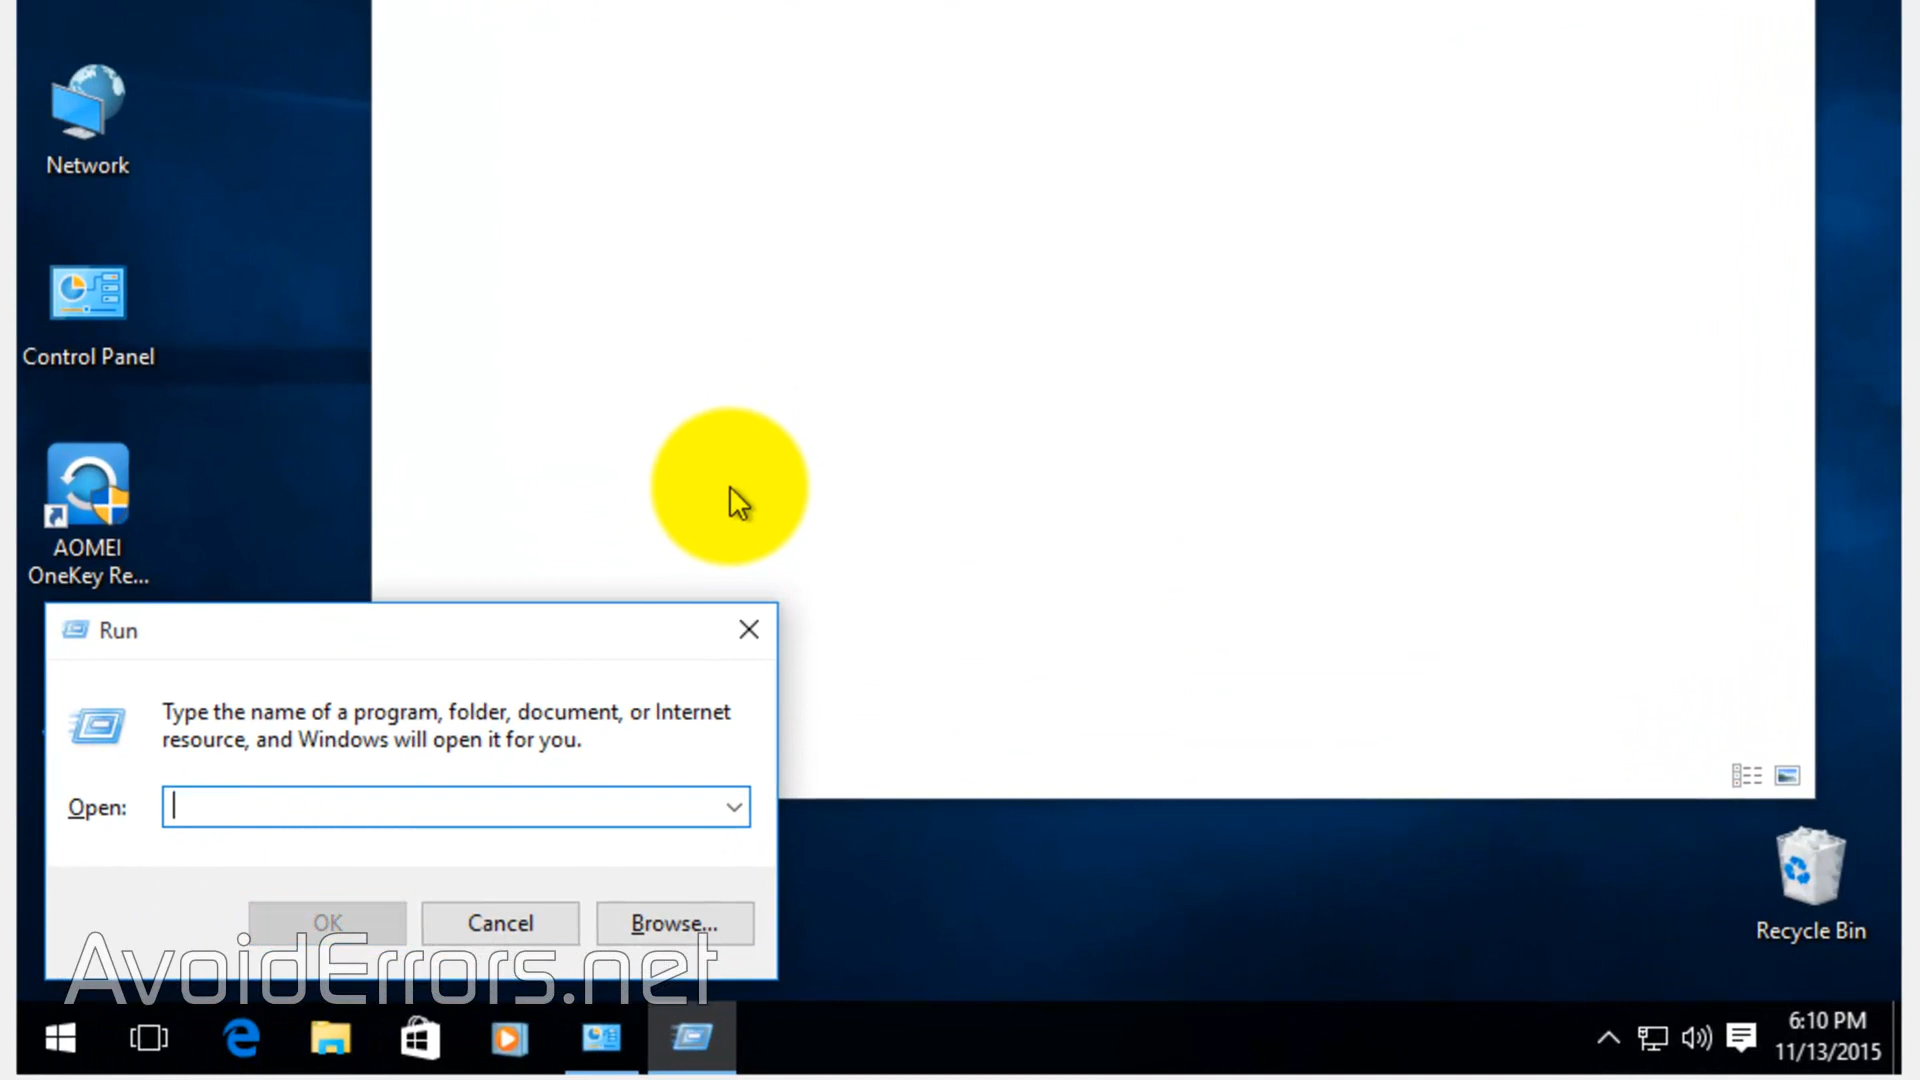 Network
Control Panel
AOMEI
OneKey Re...
Run
Type the name of a program, folder, document, or Internet
resource, and Windows will open it for you.
Open:
OK
Cancel
Browse...
AvoidErrors.net
Recycle Bin
6:10 PM
11/13/2015